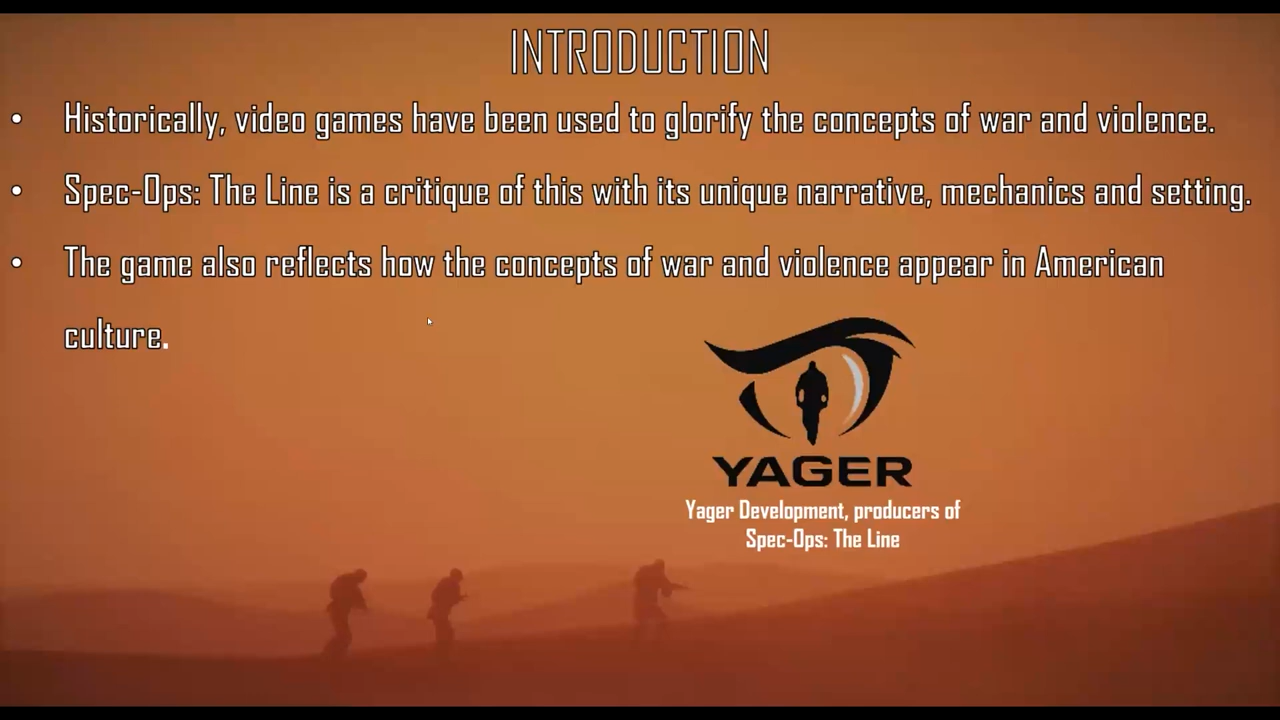 INTRODUCTION
• Historically, video games have been used to glorify the concepts of war and violence.
• Spec-Ops: The Line is a critique of this with its unique narrative, mechanics and setting.
• The game also reflects how the concepts of war and violence appear in American
culture.
YAGER
Yager Development, producers of
Spec-Ops: The Line